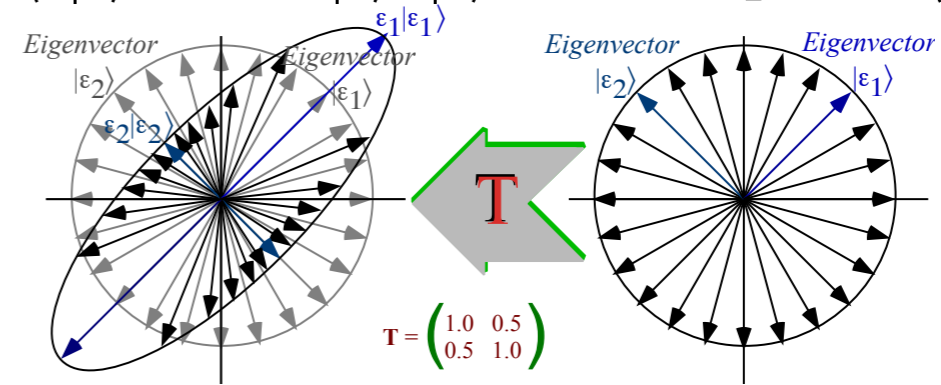 ε₁|ε₁⟩
Eigenvector
|ε₂⟩
Eigenvector
|ε₁⟩
ε₂|ε₂⟩
T
T = (1.0 0.5
0.5 1.0)
Eigenvector
|ε₂⟩
Eigenvector
|ε₁⟩